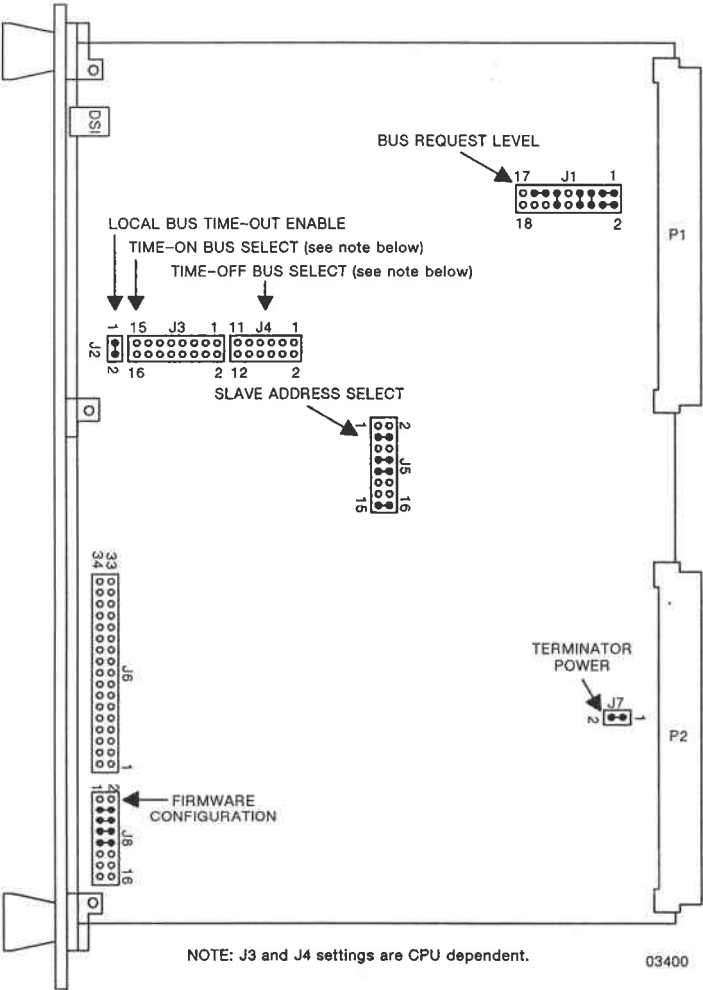 DS1
BUS REQUEST LEVEL
17 J1 1
18 2
P1
LOCAL BUS TIME-OUT ENABLE
TIME-ON BUS SELECT (see note below)
TIME-OFF BUS SELECT (see note below)
1 15 J3 1 11 J4 1
J2
2 16 2 12 2
SLAVE ADDRESS SELECT
1 2
J5
15 16
34 33
J6
1
TERMINATOR
POWER
J7
2 1
P2
1 2
FIRMWARE
CONFIGURATION
J8
16
NOTE: J3 and J4 settings are CPU dependent.
03400